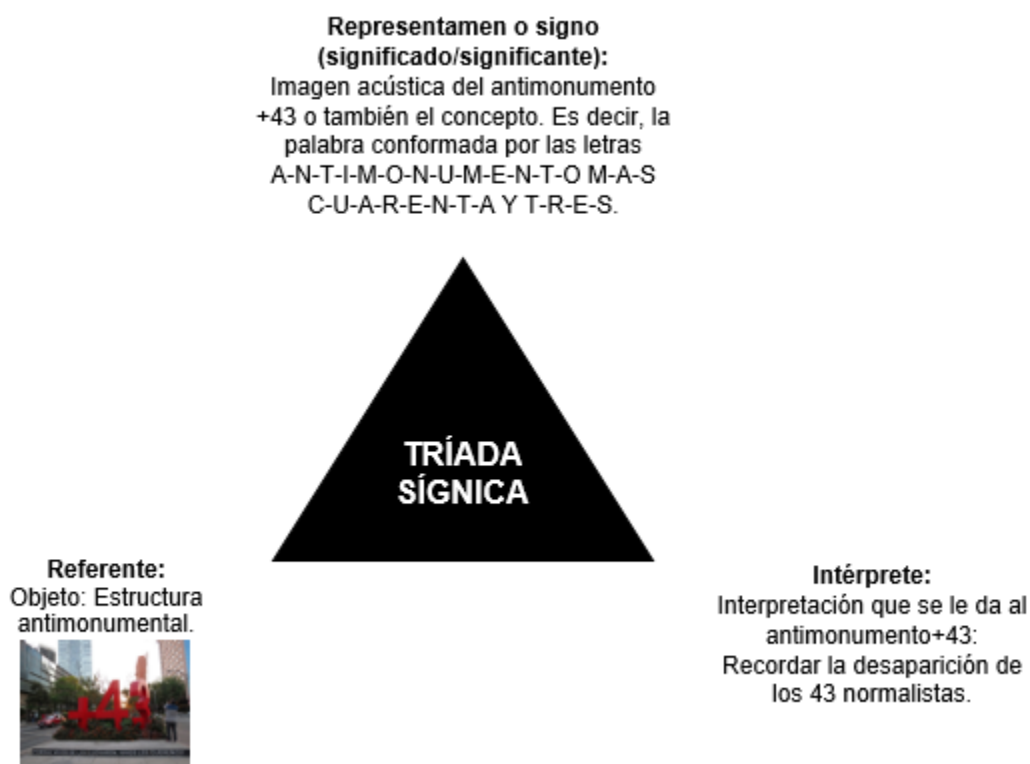 Representamen o signo
(significado/significante):
Imagen acústica del antimonumento
+43 o también el concepto. Es decir, la
palabra conformada por las letras
A-N-T-I-M-O-N-U-M-E-N-T-O M-A-S
C-U-A-R-E-N-T-A Y T-R-E-S.
TRÍADA
SÍGNICA
Referente:
Objeto: Estructura
antimonumental.
+43
Intérprete:
Interpretación que se le da al
antimonumento+43:
Recordar la desaparición de
los 43 normalistas.